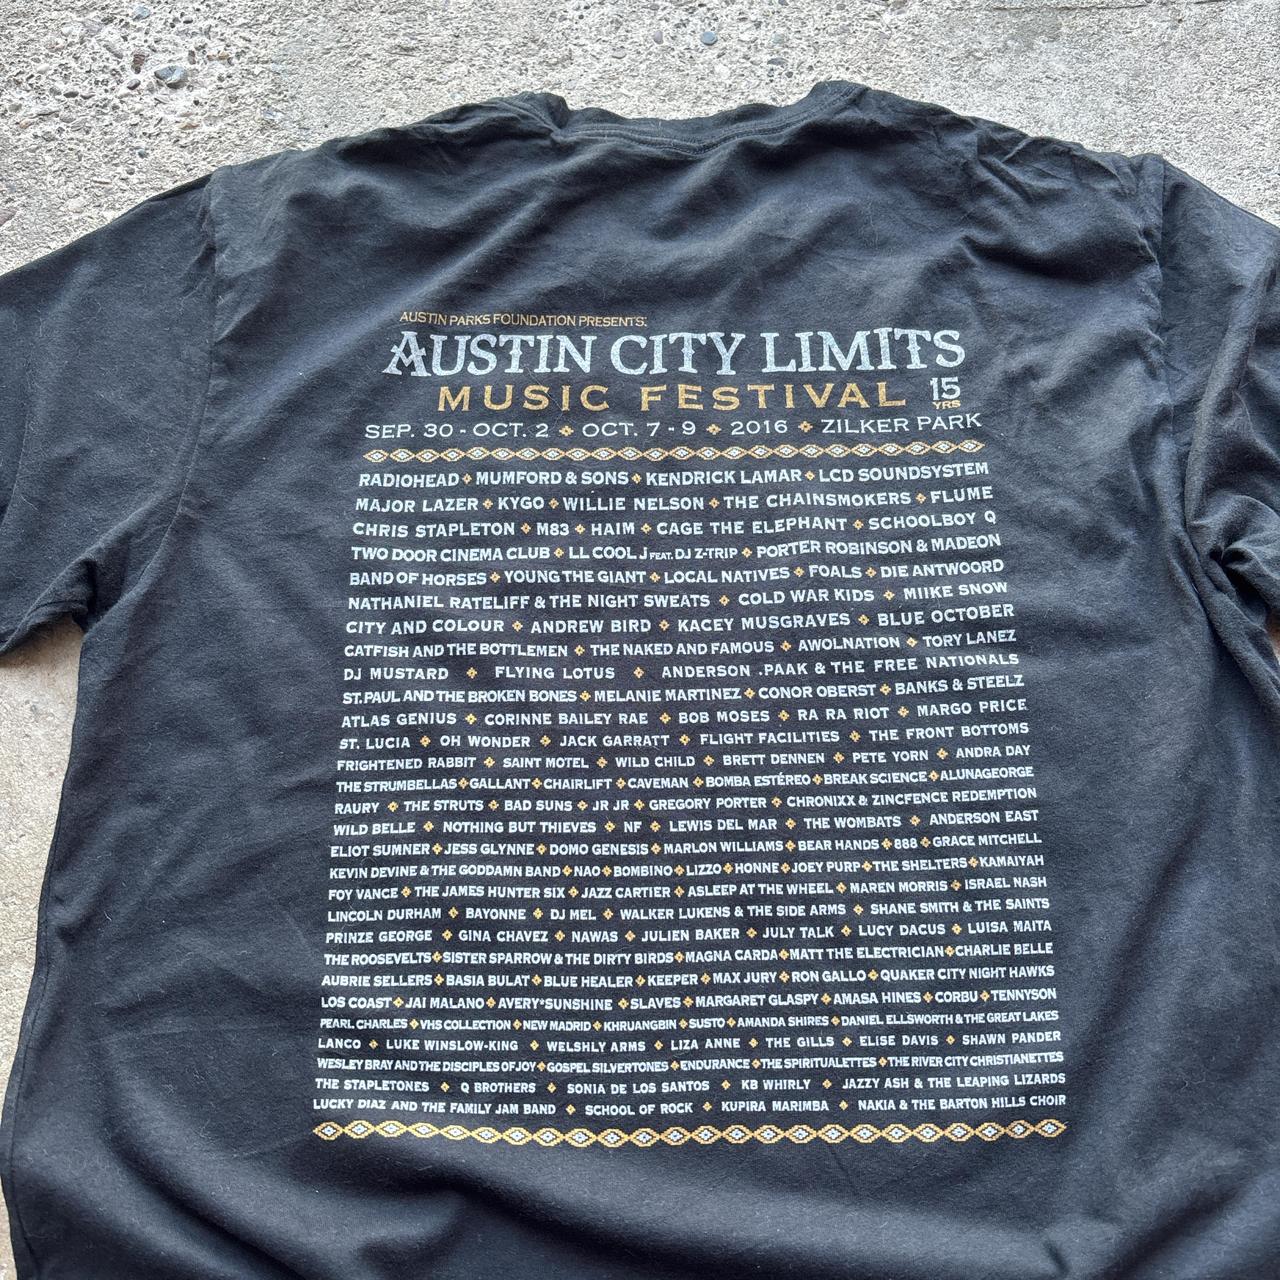 AUSTIN PARKS FOUNDATION PRESENTS:
AUSTIN CITY LIMITS
MUSIC FESTIVAL 15 YRS
SEP. 30 - OCT. 2 OCT. 7 - 9 2016 ZILKER PARK
RADIOHEAD MUMFORD & SONS KENDRICK LAMAR LCD SOUNDSYSTEM
MAJOR LAZER KYGO WILLIE NELSON THE CHAINSMOKERS FLUME
CHRIS STAPLETON M83 HAIM CAGE THE ELEPHANT SCHOOLBOY Q
TWO DOOR CINEMA CLUB LL COOL J FEAT. DJ Z-TRIP PORTER ROBINSON & MADEON
BAND OF HORSES YOUNG THE GIANT LOCAL NATIVES FOALS DIE ANTWOORD
NATHANIEL RATELIFF & THE NIGHT SWEATS COLD WAR KIDS MIIKE SNOW
CITY AND COLOUR ANDREW BIRD KACEY MUSGRAVES BLUE OCTOBER
CATFISH AND THE BOTTLEMEN THE NAKED AND FAMOUS AWOLNATION TORY LANEZ
DJ MUSTARD FLYING LOTUS ANDERSON .PAAK & THE FREE NATIONALS
ST. PAUL AND THE BROKEN BONES MELANIE MARTINEZ CONOR OBERST BANKS & STEELZ
ATLAS GENIUS CORINNE BAILEY RAE BOB MOSES RA RA RIOT MARGO PRICE
ST. LUCIA OH WONDER JACK GARRATT FLIGHT FACILITIES THE FRONT BOTTOMS
FRIGHTENED RABBIT SAINT MOTEL WILD CHILD BRETT DENNEN PETE YORN ANDRA DAY
THE STRUMBELLAS GALLANT CHAIRLIFT CAVEMAN BOMBA ESTÉREO BREAK SCIENCE ALUNAGEORGE
RAURY THE STRUTS BAD SUNS JR JR GREGORY PORTER CHRONIXX & ZINCFENCE REDEMPTION
WILD BELLE NOTHING BUT THIEVES NF LEWIS DEL MAR THE WOMBATS ANDERSON EAST
ELIOT SUMNER JESS GLYNNE DOMO GENESIS MARLON WILLIAMS BEAR HANDS 888 GRACE MITCHELL
KEVIN DEVINE & THE GODDAMN BAND NAO BOMBINO LIZZO HONNE JOEY PURP THE SHELTERS KAMAIYAH
FOY VANCE THE JAMES HUNTER SIX JAZZ CARTIER ASLEEP AT THE WHEEL MAREN MORRIS ISRAEL NASH
LINCOLN DURHAM BAYONNE DJ MEL WALKER LUKENS & THE SIDE ARMS SHANE SMITH & THE SAINTS
PRINZE GEORGE GINA CHAVEZ NAWAS JULIEN BAKER JULY TALK LUCY DACUS LUISA MAITA
THE ROOSEVELTS SISTER SPARROW & THE DIRTY BIRDS MAGNA CARDA MATT THE ELECTRICIAN CHARLIE BELLE
AUBRIE SELLERS BASIA BULAT BLUE HEALER KEEPER MAX JURY RON GALLO QUAKER CITY NIGHT HAWKS
LOS COAST JAI MALANO AVERY*SUNSHINE SLAVES MARGARET GLASPY AMASA HINES CORBU TENNYSON
PEARL CHARLES VHS COLLECTION NEW MADRID KHRUANGBIN SUSTO AMANDA SHIRES DANIEL ELLSWORTH & THE GREAT LAKES
LANCO LUKE WINSLOW-KING WELSHLY ARMS LIZA ANNE THE GILLS ELISE DAVIS SHAWN PANDER
WESLEY BRAY AND THE DISCIPLES OF JOY GOSPEL SILVERTONES ENDURANCE THE SPIRITUALETTES THE RIVER CITY CHRISTIANETTES
THE STAPLETONES Q BROTHERS SONIA DE LOS SANTOS KB WHIRLY JAZZY ASH & THE LEAPING LIZARDS
LUCKY DIAZ AND THE FAMILY JAM BAND SCHOOL OF ROCK KUPIRA MARIMBA NAKIA & THE BARTON HILLS CHOIR